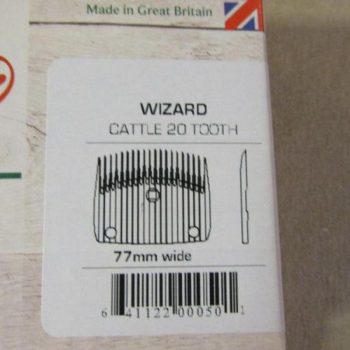 Made in Great Britain
WIZARD
CATTLE 20 TOOTH
77mm wide
6 41122 00050 1